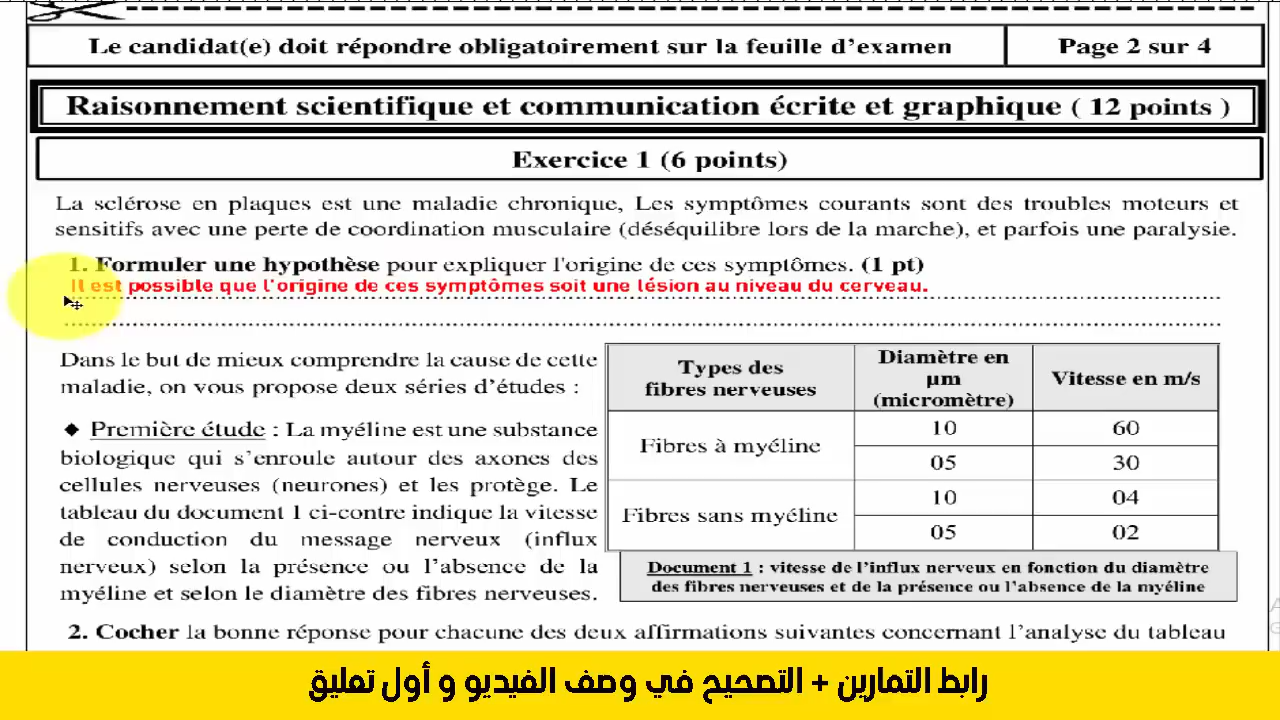 Le candidat(e) doit répondre obligatoirement sur la feuille d'examen
Page 2 sur 4
Raisonnement scientifique et communication écrite et graphique ( 12 points )
Exercice 1 (6 points)
La sclérose en plaques est une maladie chronique, Les symptômes courants sont des troubles moteurs et
sensitifs avec une perte de coordination musculaire (déséquilibre lors de la marche), et parfois une paralysie.
1. Formuler une hypothèse pour expliquer l'origine de ces symptômes. (1 pt)
Il est possible que l'origine de ces symptômes soit une lésion au niveau du cerveau.
Dans le but de mieux comprendre la cause de cette
maladie, on vous propose deux séries d'études :
◆ Première étude : La myéline est une substance
biologique qui s'enroule autour des axones des
cellules nerveuses (neurones) et les protège. Le
tableau du document 1 ci-contre indique la vitesse
de conduction du message nerveux (influx
nerveux) selon la présence ou l'absence de la
myéline et selon le diamètre des fibres nerveuses.
Types des
fibres nerveuses
Diamètre en
µm
(micromètre)
Vitesse en m/s
Fibres à myéline
10
60
05
30
Fibres sans myéline
10
04
05
02
Document 1 : vitesse de l'influx nerveux en fonction du diamètre
des fibres nerveuses et de la présence ou l'absence de la myéline
2. Cocher la bonne réponse pour chacune des deux affirmations suivantes concernant l'analyse du tableau
رابط التمارين + التصحيح في وصف الفيديو و أول تعليق